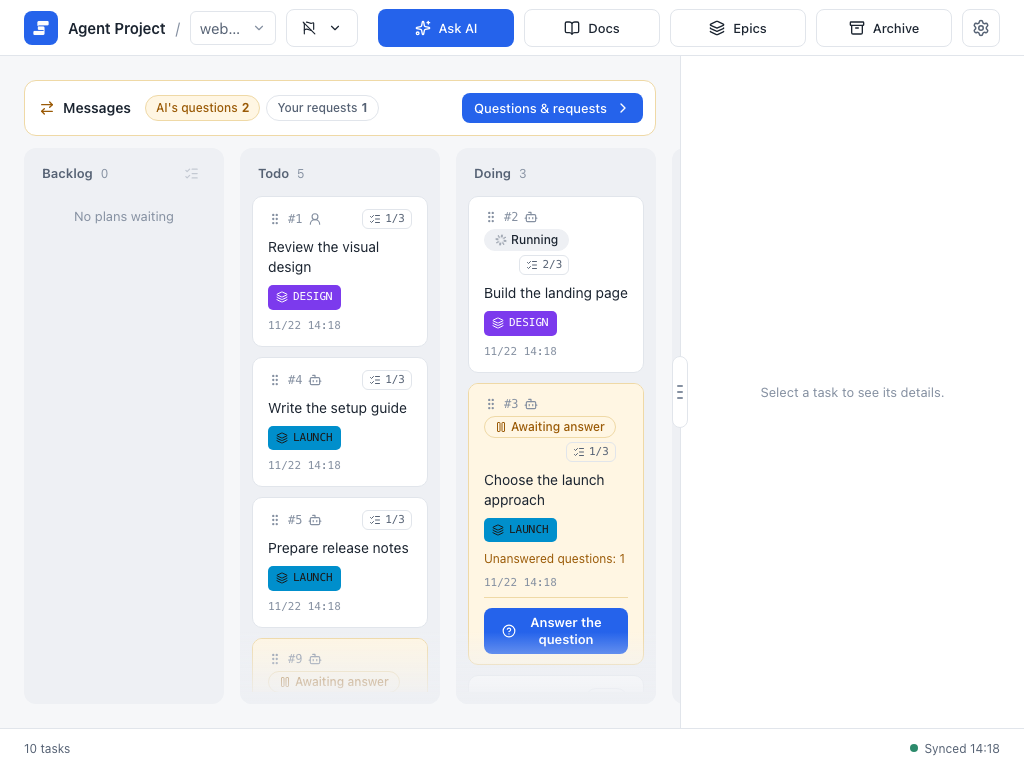 Agent Project / web...
Ask AI
Docs
Epics
Archive
Messages
AI's questions 2
Your requests 1
Questions & requests
Backlog 0
No plans waiting
Todo 5
#1
1/3
Review the visual
design
DESIGN
11/22 14:18
#4
1/3
Write the setup guide
LAUNCH
11/22 14:18
#5
1/3
Prepare release notes
LAUNCH
11/22 14:18
#9
Awaiting answer
Doing 3
#2
Running
2/3
Build the landing page
DESIGN
11/22 14:18
#3
Awaiting answer
1/3
Choose the launch
approach
LAUNCH
Unanswered questions: 1
11/22 14:18
Answer the
question
Select a task to see its details.
10 tasks
Synced 14:18